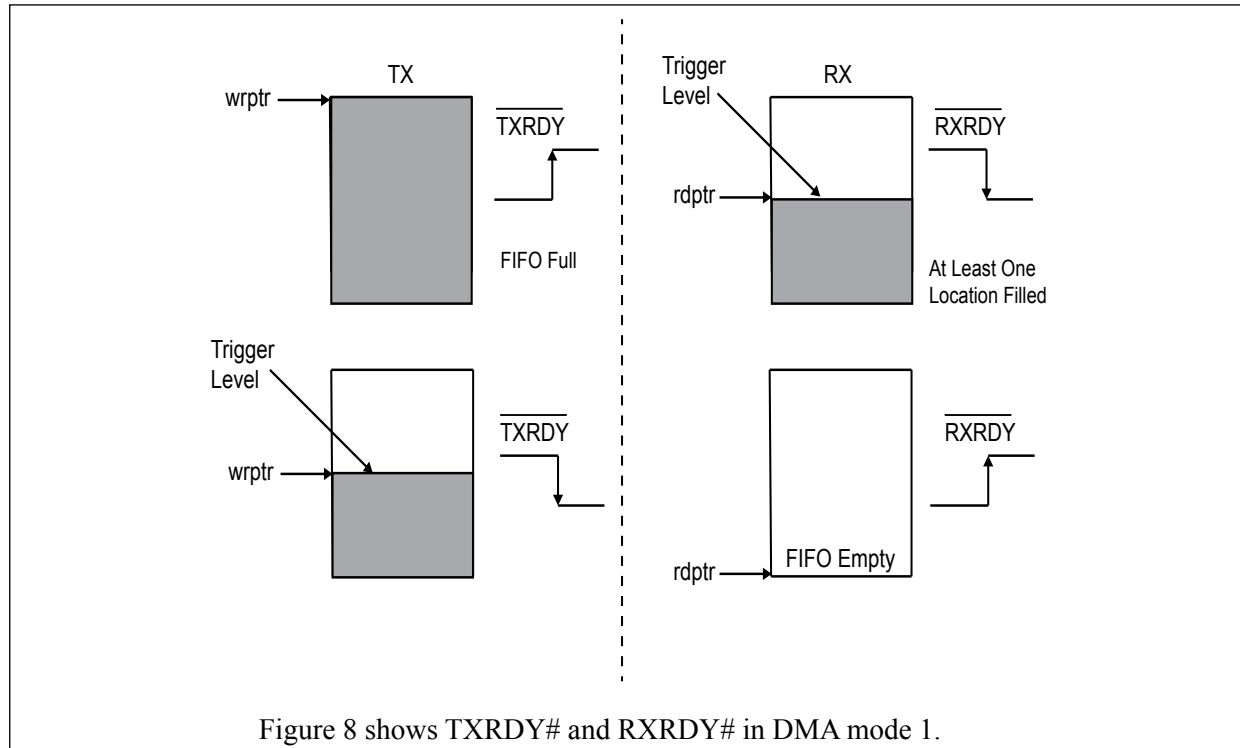 TX
wrptr
TXRDY
FIFO Full
Trigger
Level
RX
RXRDY
rdptr
At Least One
Location Filled
Trigger
Level
TXRDY
wrptr
RXRDY
FIFO Empty
rdptr
Figure 8 shows TXRDY# and RXRDY# in DMA mode 1.